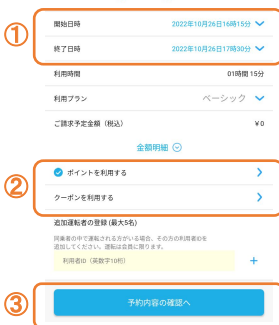 ①
開始日時 2022年10月26日16時15分
終了日時 2022年10月26日17時30分
利用時間 01時間 15分
利用プラン ベーシック
ご請求予定金額（税込） ¥0
金額明細
②
ポイントを利用する
クーポンを利用する
追加運転者の登録 (最大5名)
同乗者の中で運転される方がいる場合、その方の利用者IDを
追加してください。運転は会員に限ります。
利用者ID（英数字10桁） +
③
予約内容の確認へ